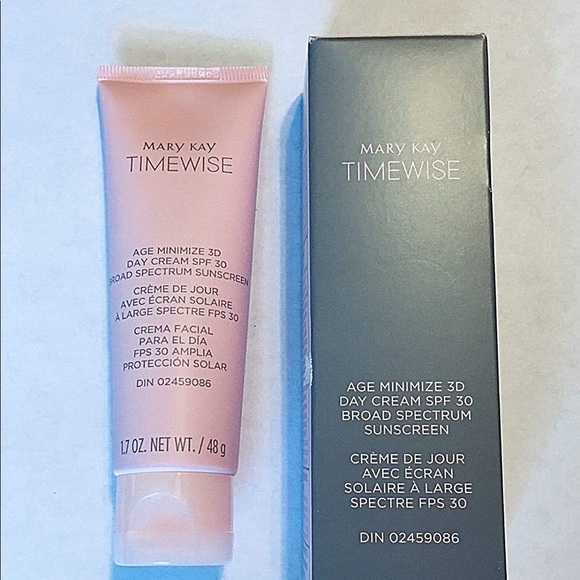 MARY KAY
TIMEWISE
AGE MINIMIZE 3D
DAY CREAM SPF 30
BROAD SPECTRUM SUNSCREEN
CRÈME DE JOUR
AVEC ÉCRAN SOLAIRE
À LARGE SPECTRE FPS 30
CREMA FACIAL
PARA EL DÍA
FPS 30 AMPLIA
PROTECCIÓN SOLAR
DIN 02459086
1.7 OZ. NET WT. / 48 g
MARY KAY
TIMEWISE
AGE MINIMIZE 3D
DAY CREAM SPF 30
BROAD SPECTRUM
SUNSCREEN
CRÈME DE JOUR
AVEC ÉCRAN
SOLAIRE À LARGE
SPECTRE FPS 30
DIN 02459086